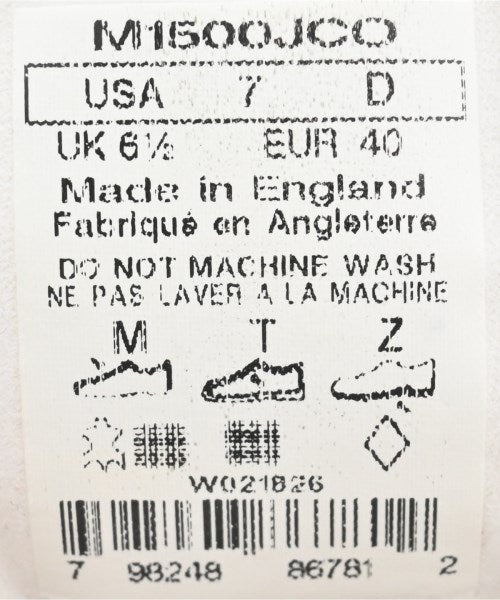 M1500JCO
USA 7 D
UK 6½ EUR 40
Made in England
Fabriqué en Angleterre
DO NOT MACHINE WASH
NE PAS LAVER A LA MACHINE
M T Z
W021826
7 98248 86781 2